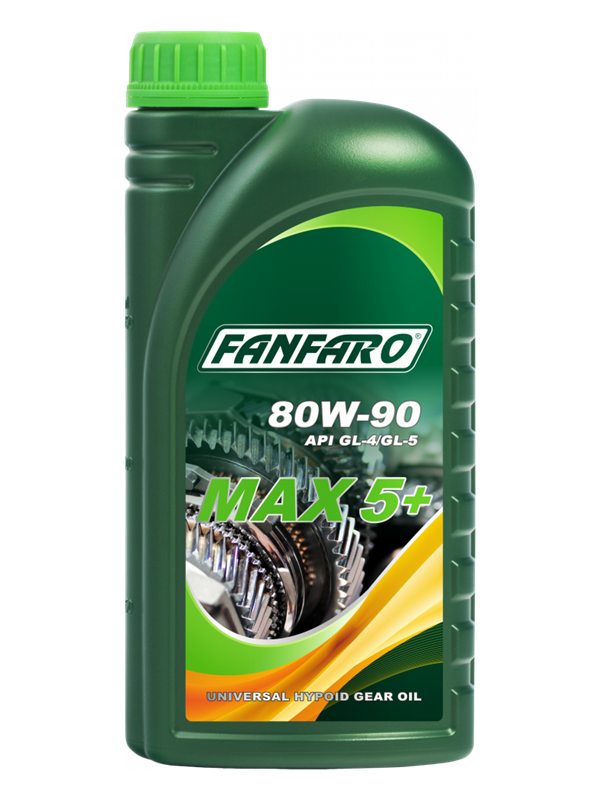 FANFARO®
80W-90
API GL-4/GL-5
MAX 5+
UNIVERSAL HYPOID GEAR OIL